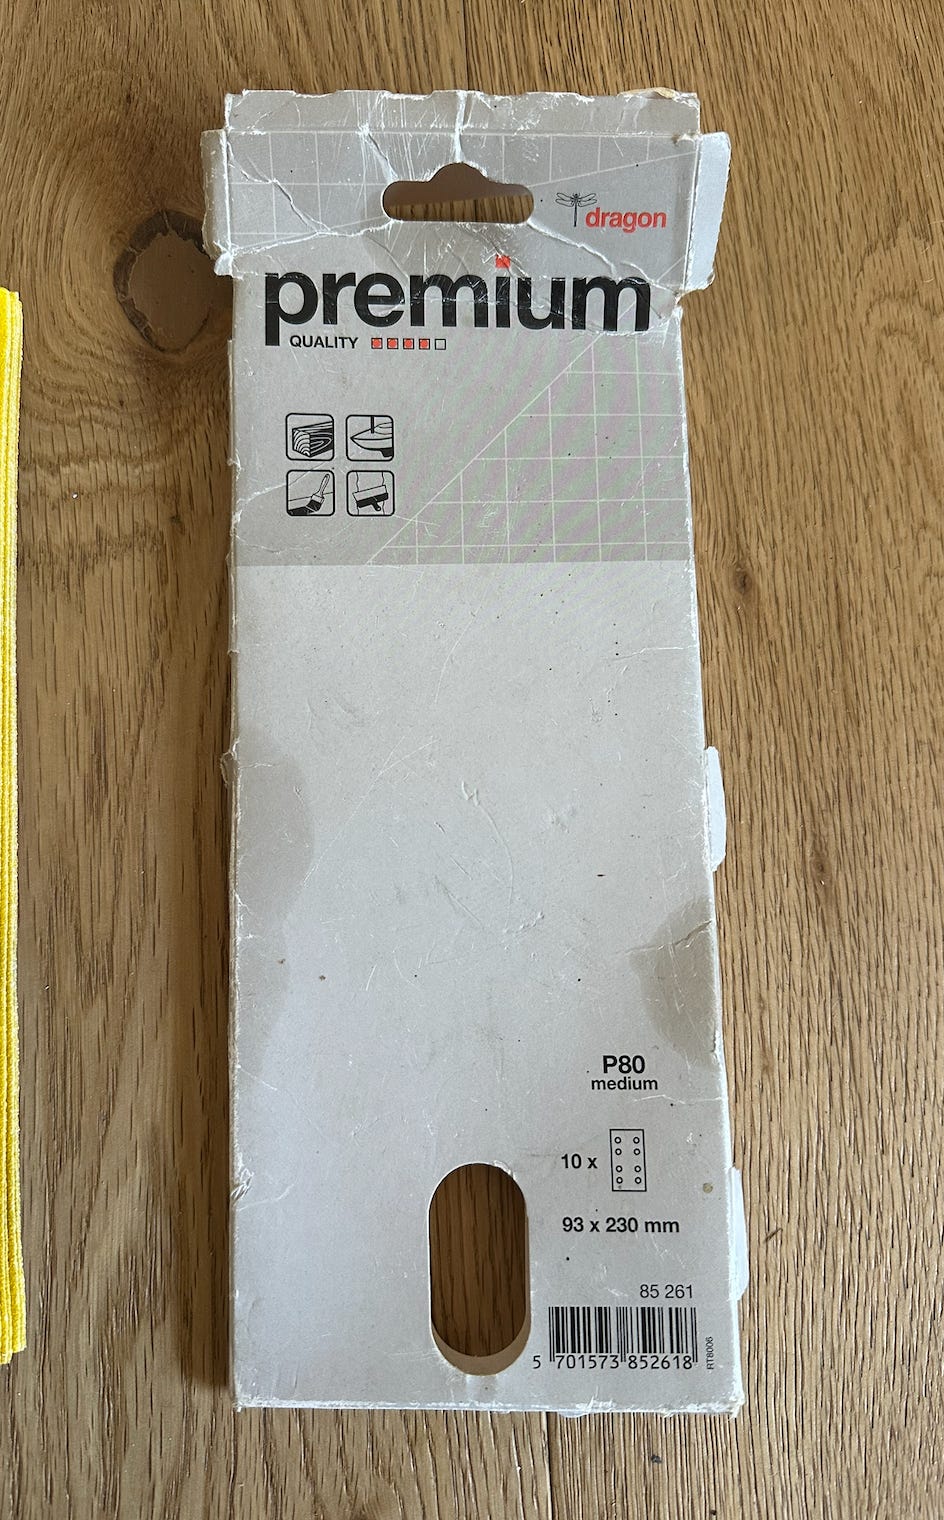 dragon
premium
QUALITY
P80
medium
10 x
93 x 230 mm
85 261
5 701573 852618
RT8006